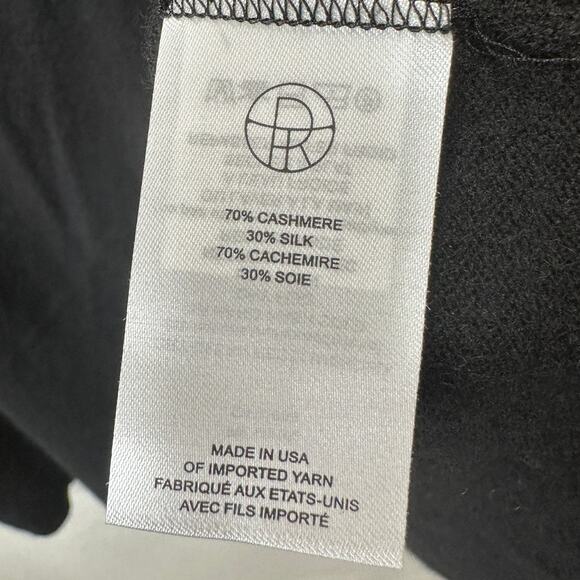 70% CASHMERE
30% SILK
70% CACHEMIRE
30% SOIE
MADE IN USA
OF IMPORTED YARN
FABRIQUÉ AUX ETATS-UNIS
AVEC FILS IMPORTÉ